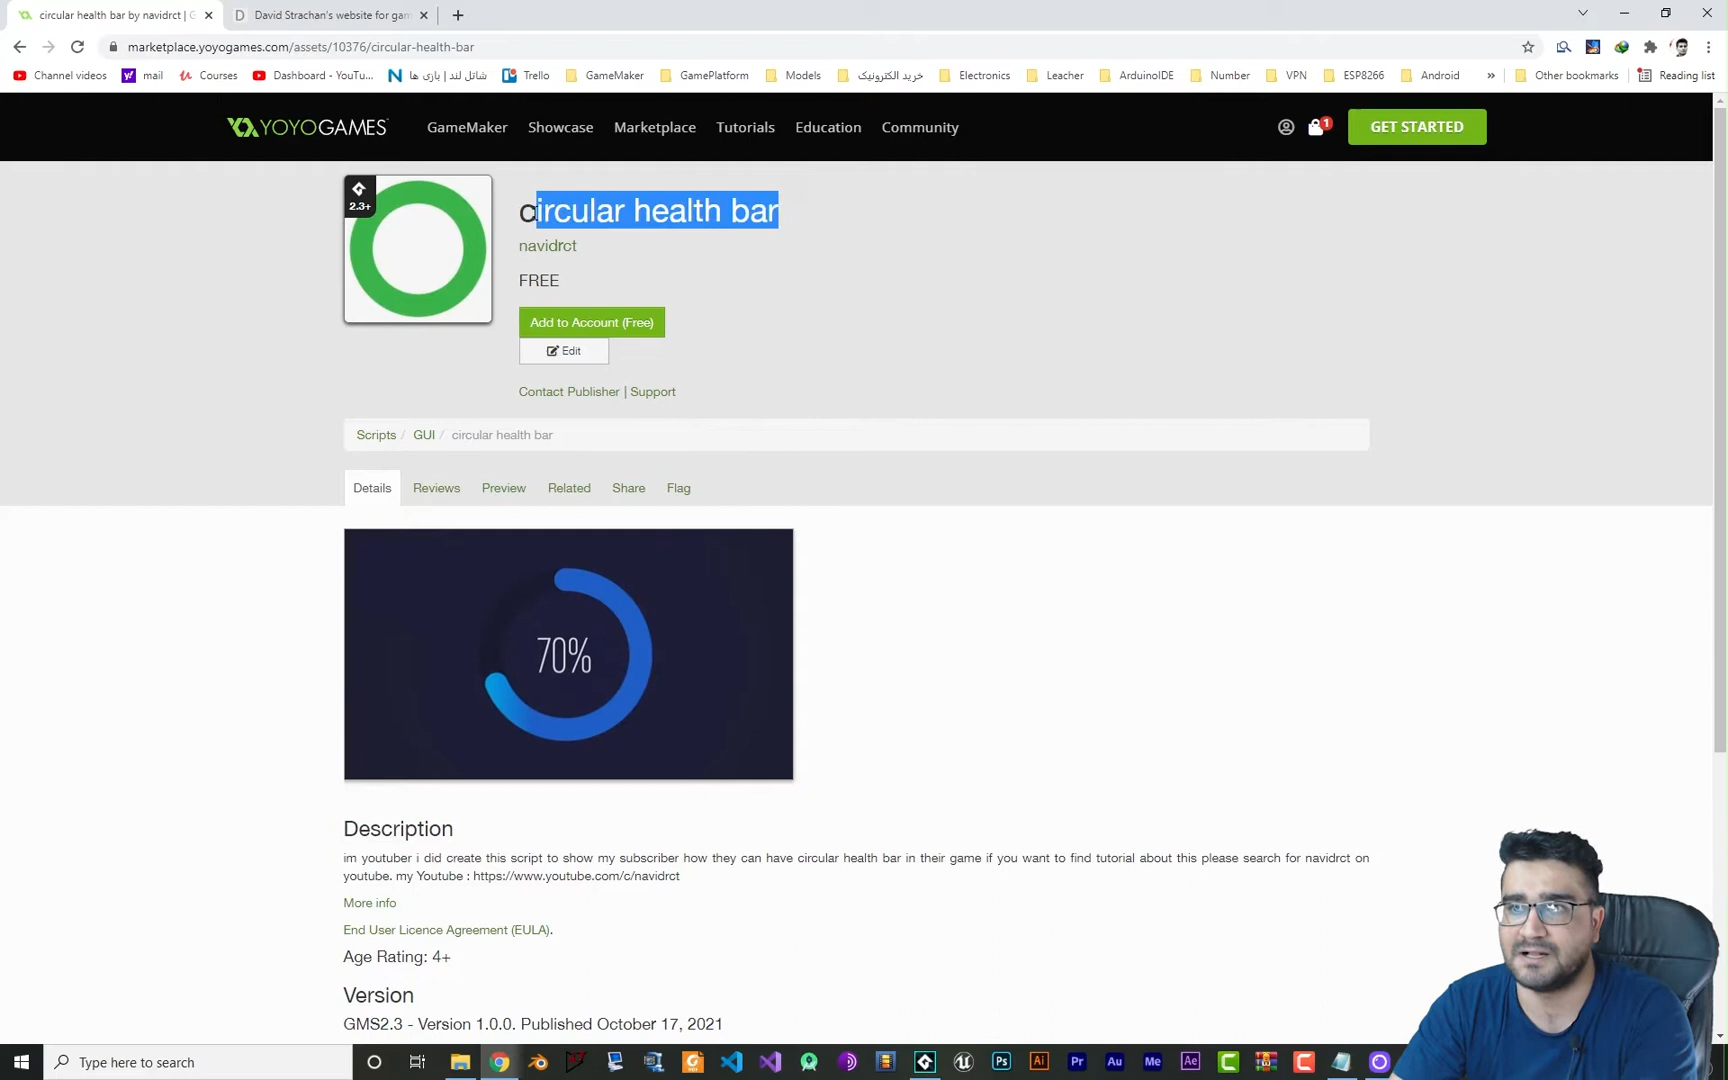 circular health bar by navidrct | G
David Strachan's website for gam
marketplace.yoyogames.com/assets/10376/circular-health-bar
Channel videos
mail
Courses
Dashboard - YouTu...
شاتل لند | بازی ها
Trello
GameMaker
GamePlatform
Models
خرید الکترونیک
Electronics
Leacher
ArduinoIDE
Number
VPN
ESP8266
Android
»
Other bookmarks
Reading list
YOYOGAMES
GameMaker
Showcase
Marketplace
Tutorials
Education
Community
1
GET STARTED
2.3+
circular health bar
navidrct
FREE
Add to Account (Free)
Edit
Contact Publisher | Support
Scripts / GUI / circular health bar
Details
Reviews
Preview
Related
Share
Flag
70%
Description
im youtuber i did create this script to show my subscriber how they can have circular health bar in their game if you want to find tutorial about this please search for navidrct on
youtube. my Youtube : https://www.youtube.com/c/navidrct
More info
End User Licence Agreement (EULA).
Age Rating: 4+
Version
GMS2.3 - Version 1.0.0. Published October 17, 2021
Type here to search
Ps
Ai
Pr
Au
Me
Ae
C
C